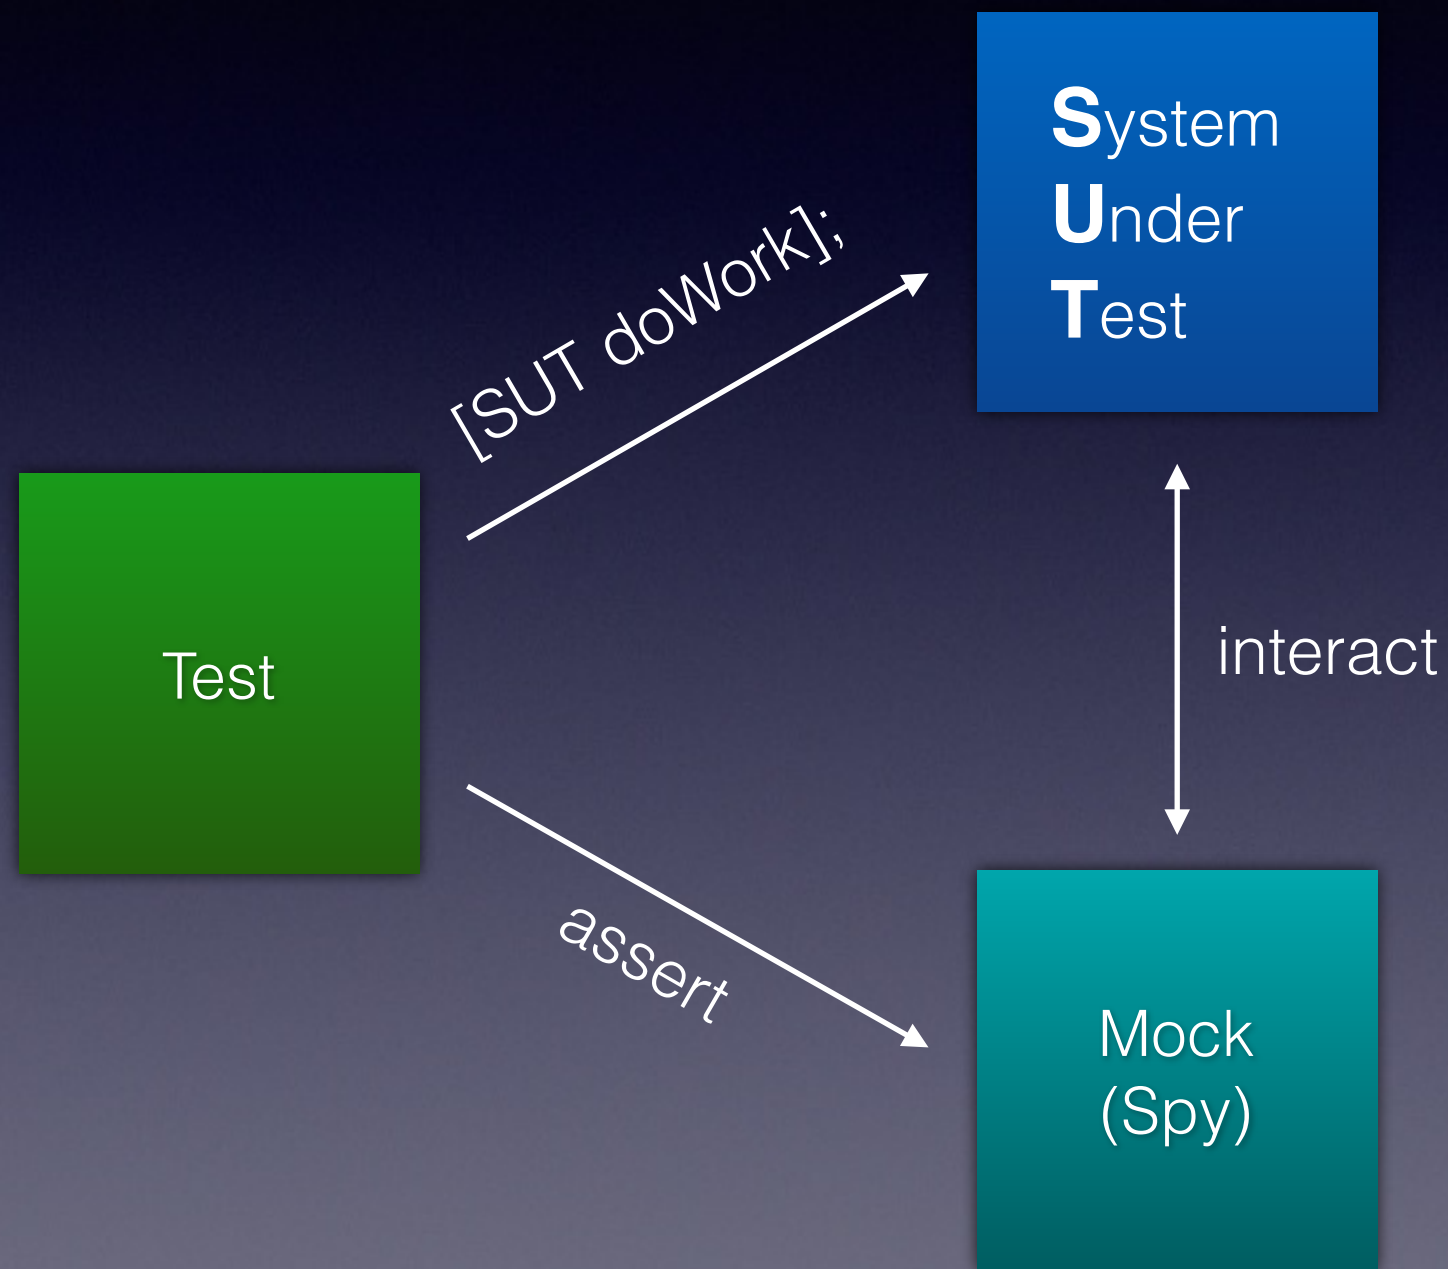 System
Under
Test
[SUT doWork];
Test
interact
assert
Mock
(Spy)